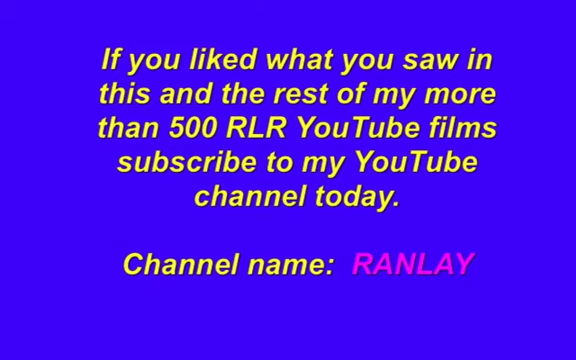 If you liked what you saw in
this and the rest of my more
than 500 RLR YouTube films
subscribe to my YouTube
channel today.
Channel name: RANLAY